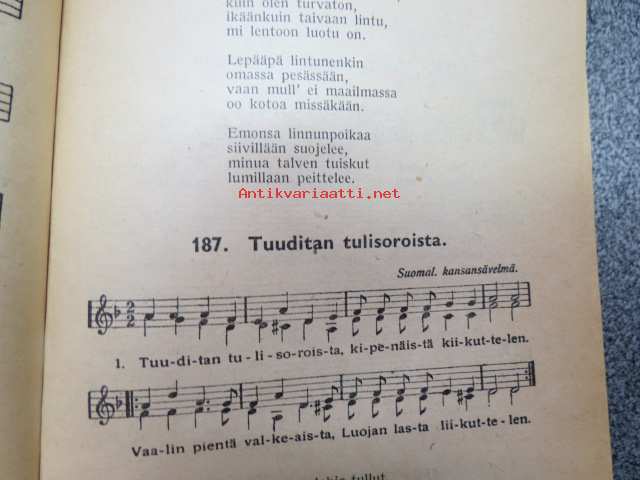 kuin olen turvaton,
ikäänkuin taivaan lintu,
mi lentoon luotu on.
Lepääpä lintunenkin
omassa pesässään,
vaan mull' ei maailmassa
oo kotoa missäkään.
Emonsa linnunpoikaa
siivillään suojelee,
minua talven tuiskut
lumillaan peittelee.
Antikvariaatti.net
187. Tuuditan tulisoroista.
Suomal. kansansävelmä.
1. Tuu-di-tan tu-li-so-rois-ta, ki-pe-näis-tä kii-kut-te-len.
Vaa-lin pientä val-ke-ais-ta, Luojan las-ta lii-kut-te-len.
tullut